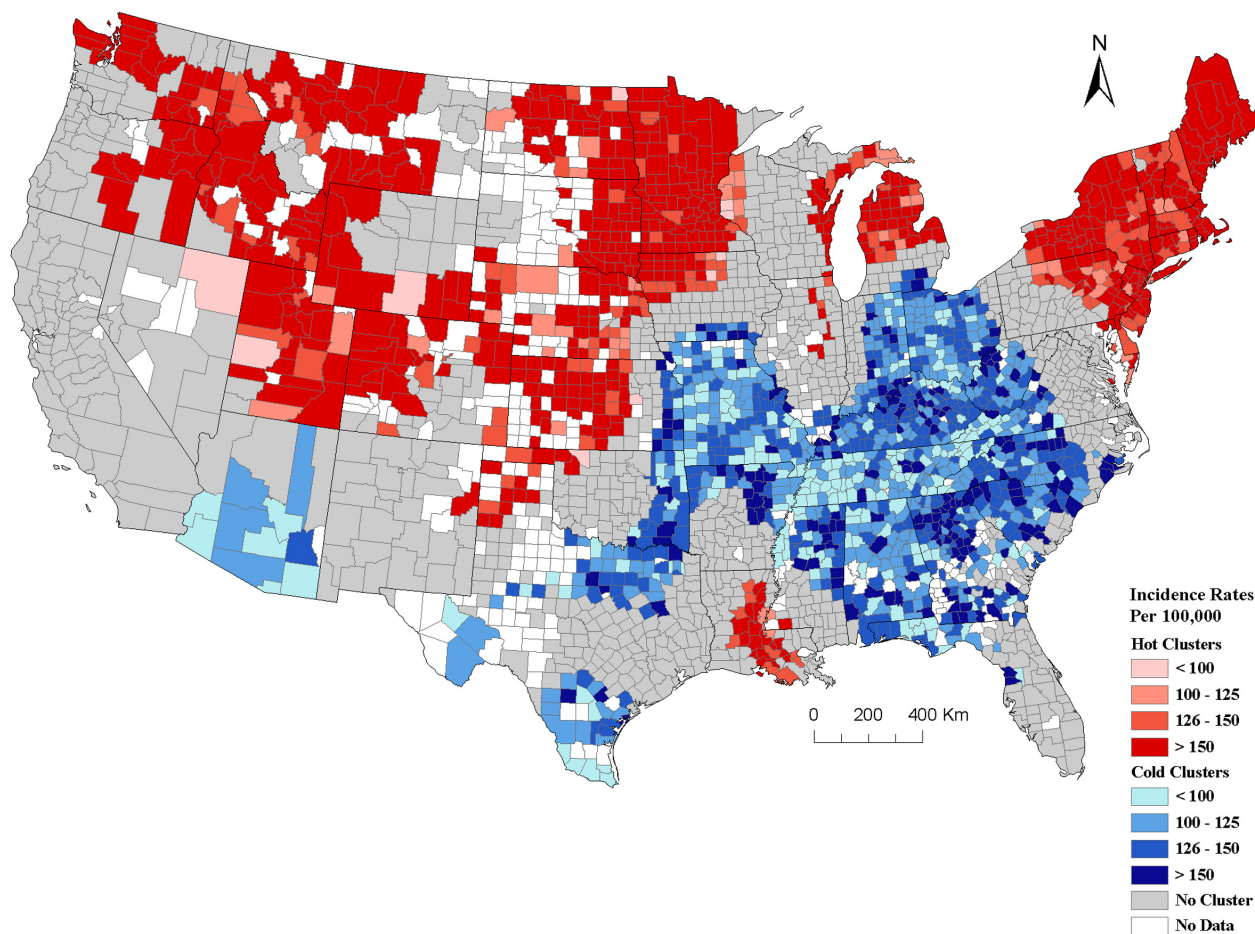 N
0 200 400 Km
Incidence Rates
Per 100,000
Hot Clusters
< 100
100 - 125
126 - 150
> 150
Cold Clusters
< 100
100 - 125
126 - 150
> 150
No Cluster
No Data